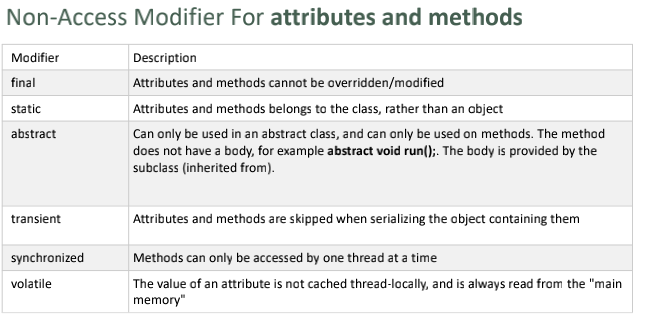 Non-Access Modifier For attributes and methods
Modifier Description
final Attributes and methods cannot be overridden/modified
static Attributes and methods belongs to the class, rather than an object
abstract Can only be used in an abstract class, and can only be used on methods. The method
does not have a body, for example abstract void run();. The body is provided by the
subclass (inherited from).
transient Attributes and methods are skipped when serializing the object containing them
synchronized Methods can only be accessed by one thread at a time
volatile The value of an attribute is not cached thread-locally, and is always read from the "main
memory"